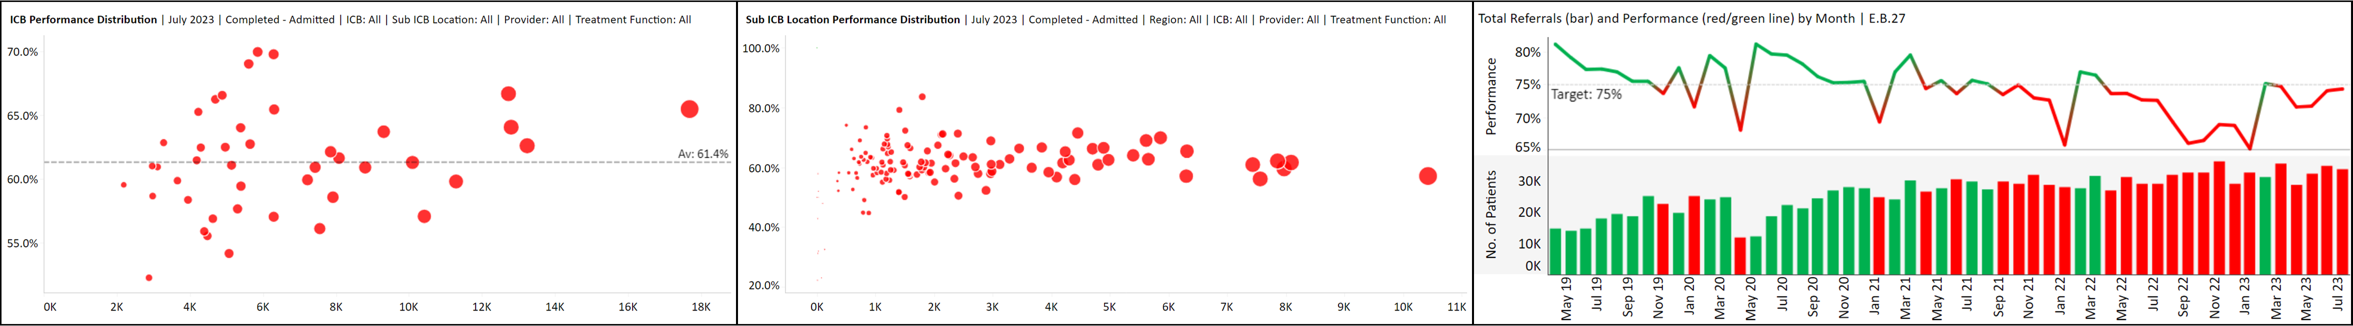 ICB Performance Distribution | July 2023 | Completed - Admitted | ICB: All | Sub ICB Location: All | Provider: All | Treatment Function: All
70.0%
65.0%
60.0%
55.0%
Av: 61.4%
0K 2K 4K 6K 8K 10K 12K 14K 16K 18K
Sub ICB Location Performance Distribution | July 2023 | Completed - Admitted | Region: All | ICB: All | Provider: All | Treatment Function: All
100.0%
80.0%
60.0%
40.0%
20.0%
0K 1K 2K 3K 4K 5K 6K 7K 8K 9K 10K 11K
Total Referrals (bar) and Performance (red/green line) by Month | E.B.27
Performance
80%
75%
70%
65%
Target: 75%
No. of Patients
30K
20K
10K
0K
May 19
Jul 19
Sep 19
Nov 19
Jan 20
Mar 20
May 20
Jul 20
Sep 20
Nov 20
Jan 21
Mar 21
May 21
Jul 21
Sep 21
Nov 21
Jan 22
Mar 22
May 22
Jul 22
Sep 22
Nov 22
Jan 23
Mar 23
May 23
Jul 23